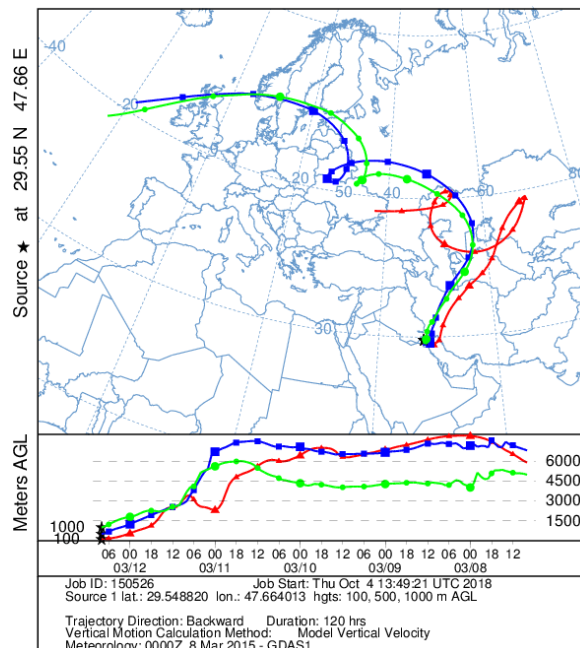 -40
-20
0
20
50
40
60
60
30
Source ★ at 29.55 N 47.66 E
Meters AGL
6000
4500
3000
1500
1000
100
06 00 18 12 06 00 18 12 06 00 18 12 06 00 18 12 06 00 18 12
03/12 03/11 03/10 03/09 03/08
Job ID: 150526 Job Start: Thu Oct 4 13:49:21 UTC 2018
Source 1 lat.: 29.548820 lon.: 47.664013 hgts: 100, 500, 1000 m AGL
Trajectory Direction: Backward Duration: 120 hrs
Vertical Motion Calculation Method: Model Vertical Velocity
Meteorology: 0000Z 8 Mar 2015 - GDAS1